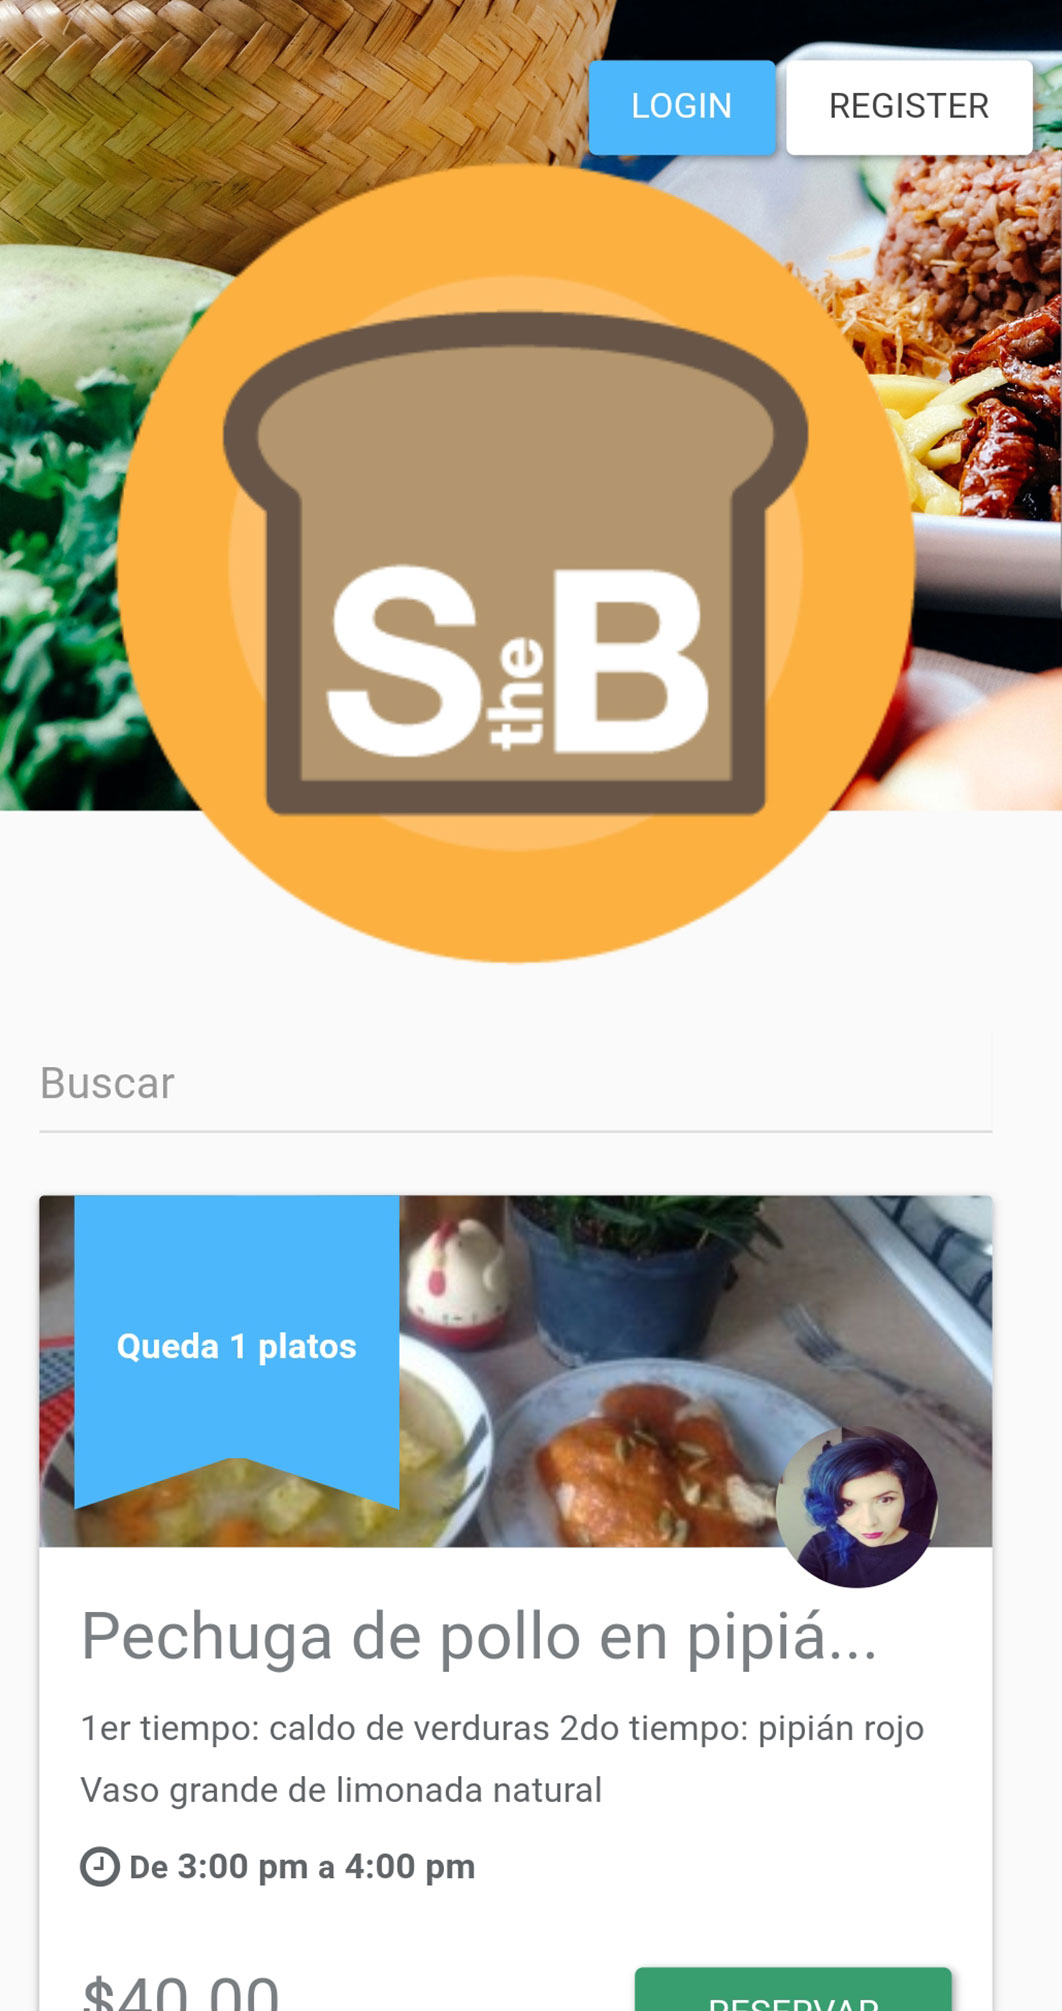 LOGIN
REGISTER
S the B
Buscar
Queda 1 platos
Pechuga de pollo en pipiá...
1er tiempo: caldo de verduras 2do tiempo: pipián rojo
Vaso grande de limonada natural
De 3:00 pm a 4:00 pm
$40.00
RESERVAR